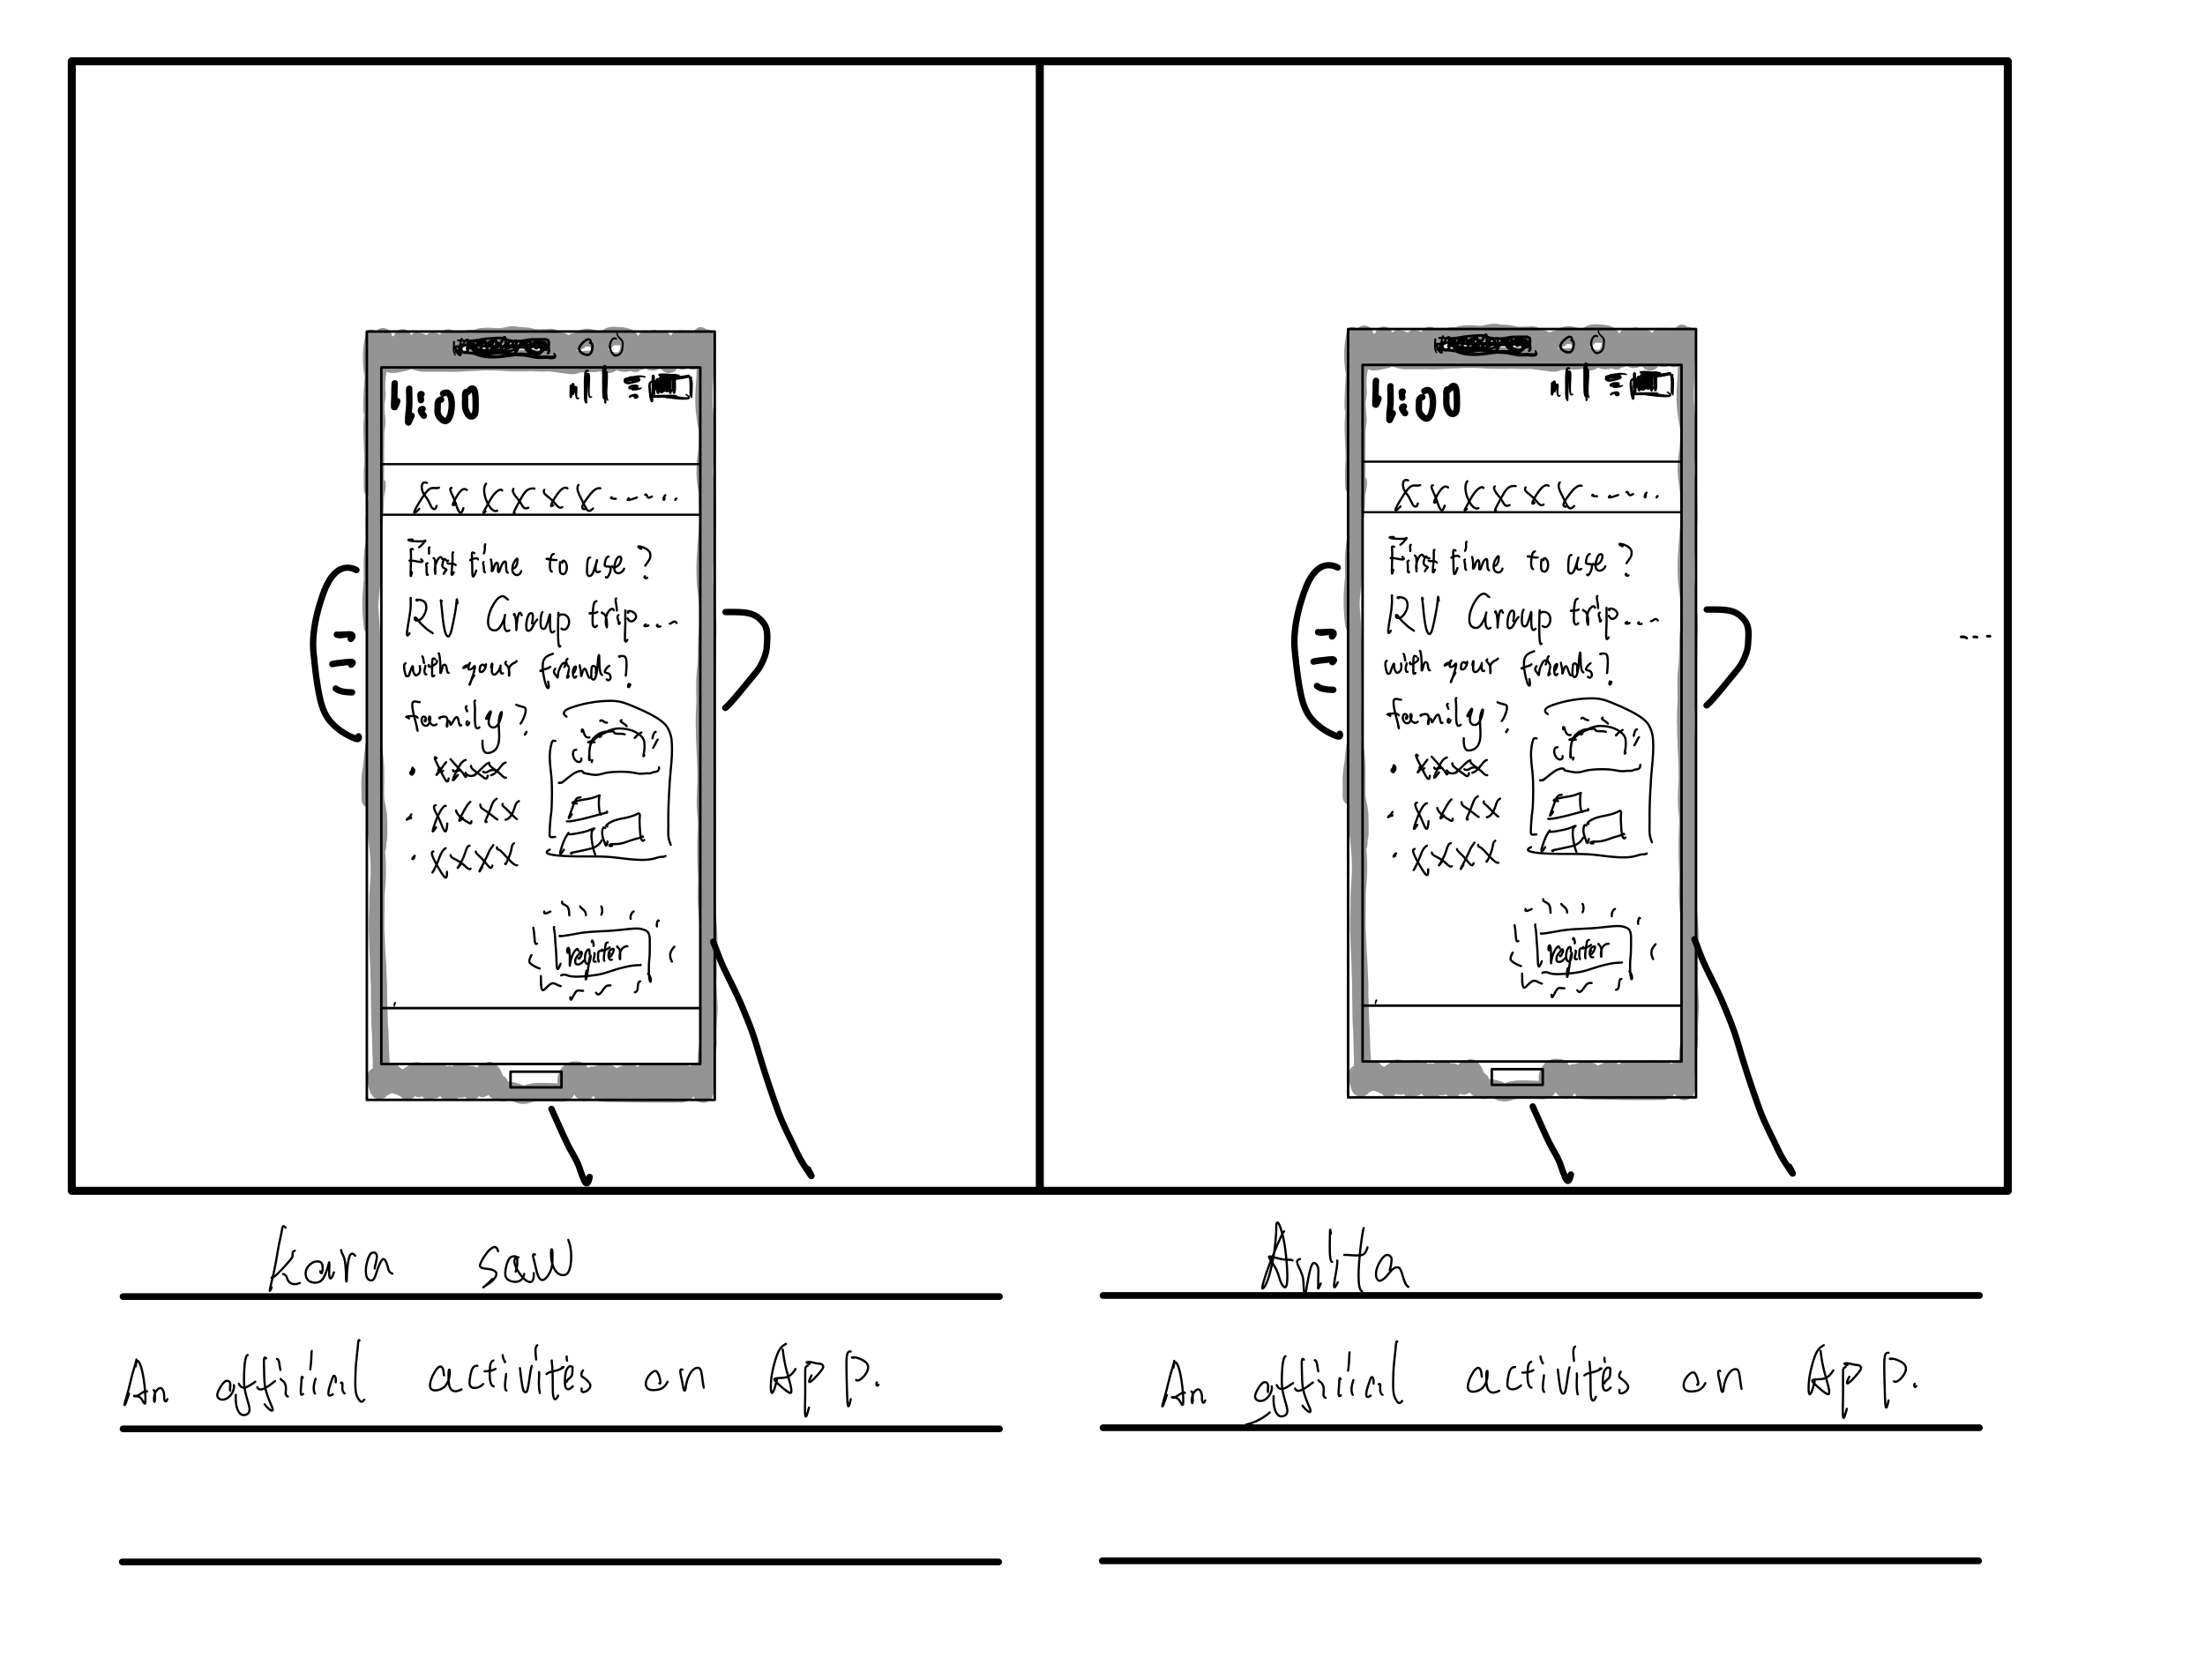 11:00
xxxxxx......
First time to use?
RV Group trip...
with your friends?
family?
• xxxx
• xxxx
• xxxx
register
11:00
xxxxxx......
First time to use?
RV Group trip...
with your friends?
family?
• xxxx
• xxxx
• xxxx
register
...
kara saw
An official activites on App.
Anita
An official activites on App.